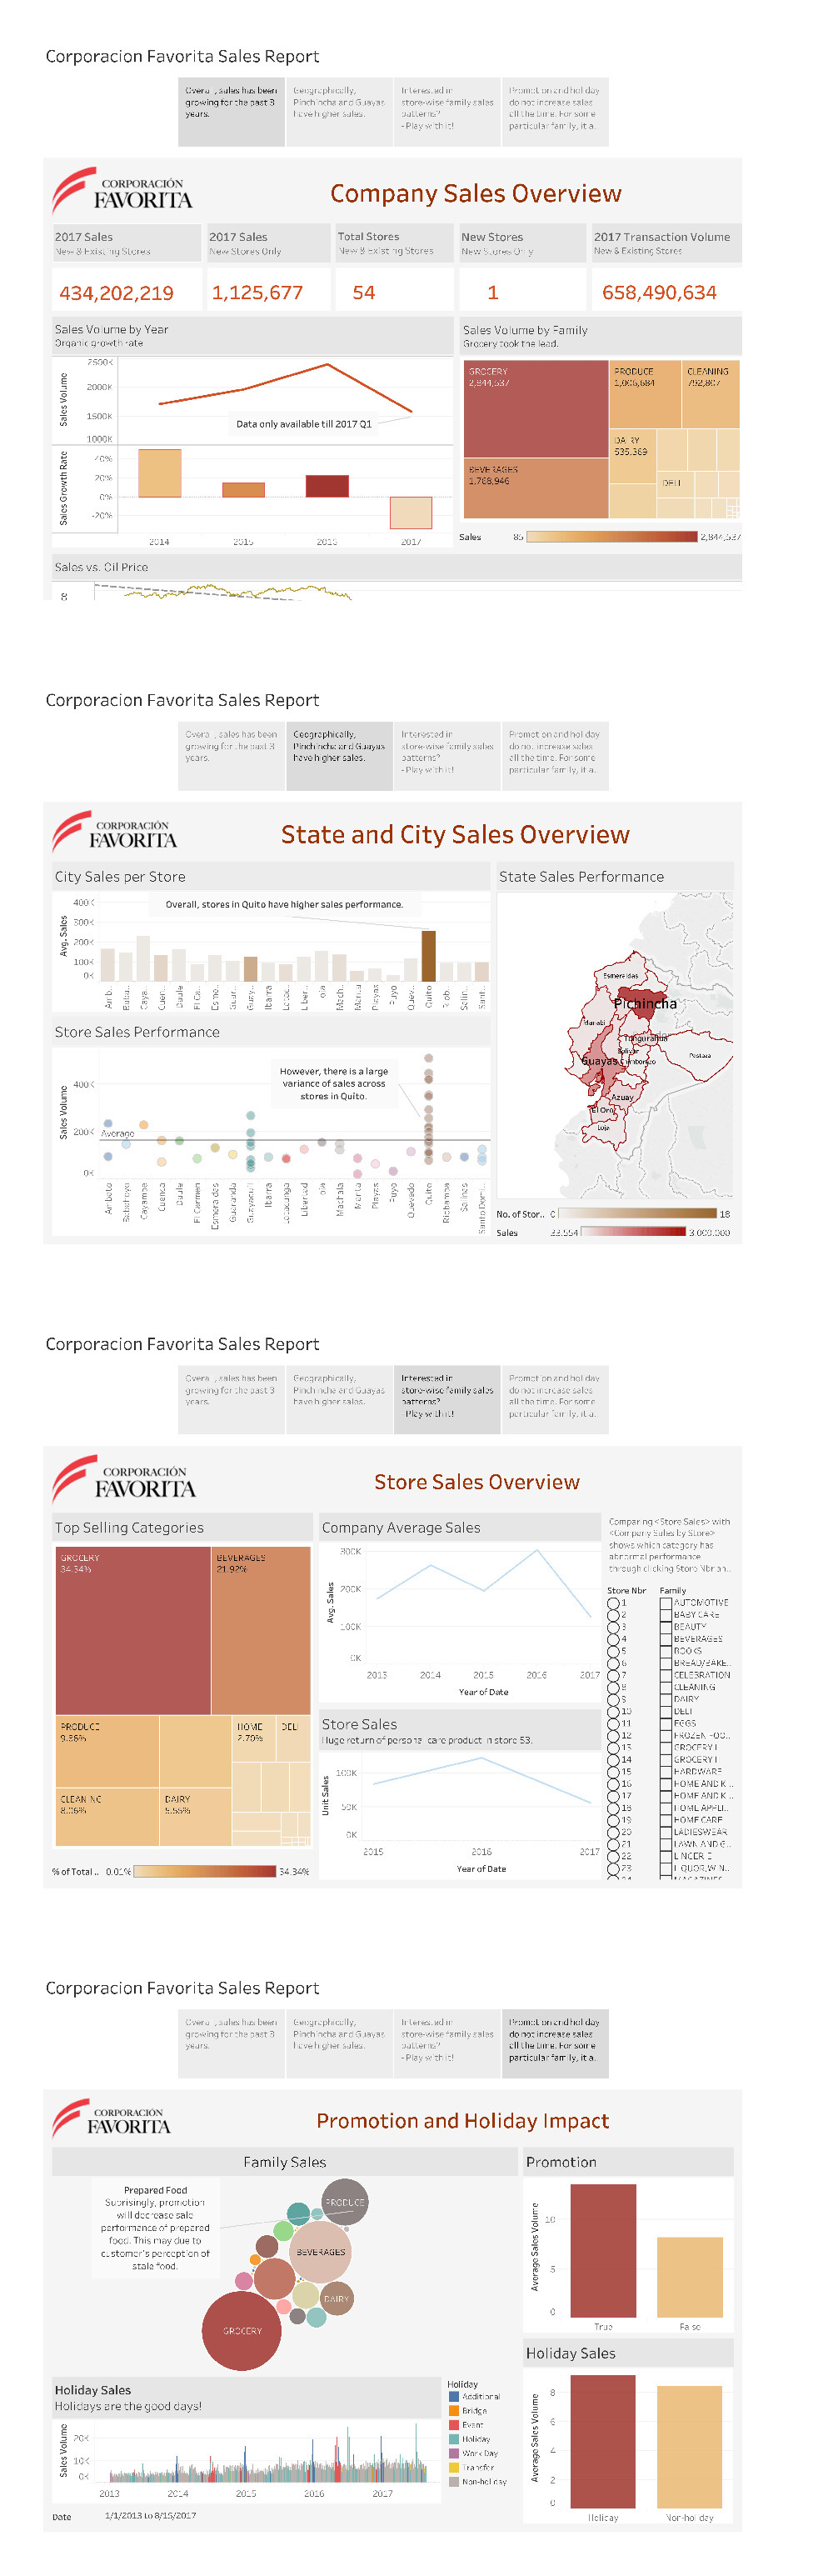 Corporacion Favorita Sales Report
Overall, sales has been
growing for the past 3
years.
Geographically,
Pinchincha and Guayas
have higher sales.
Interested in
store-wise family sales
patterns?
- Play with it!
Promotion and holiday
do not increase sales
all the time. For some
particular family, it a..
CORPORACIÓN
FAVORITA
Company Sales Overview
2017 Sales
New & Existing Stores
434,202,219
2017 Sales
New Stores Only
1,125,677
Total Stores
New & Existing Stores
54
New Stores
New Stores Only
1
2017 Transaction Volume
New & Existing Stores
658,490,634
Sales Volume by Year
Organic growth rate
Sales Volume
2500K
2000K
1500K
1000K
Data only available till 2017 Q1
Sales Growth Rate
40%
20%
0%
-20%
2014
2015
2016
2017
Sales Volume by Family
Grocery took the lead.
GROCERY
2,844,537
BEVERAGES
1,768,946
PRODUCE
1,006,684
CLEANING
792,807
DAIRY
535,369
DELI
Sales
85
2,844,537
Sales vs. Oil Price
Corporacion Favorita Sales Report
Overall, sales has been
growing for the past 3
years.
Geographically,
Pinchincha and Guayas
have higher sales.
Interested in
store-wise family sales
patterns?
- Play with it!
Promotion and holiday
do not increase sales
all the time. For some
particular family, it a..
CORPORACIÓN
FAVORITA
State and City Sales Overview
City Sales per Store
Avg. Sales
400K
300K
200K
100K
0K
Overall, stores in Quito have higher sales performance.
Amb..
Baba..
Caya..
Cuen..
Daule
El Ca..
Esme..
Guar..
Guay..
Ibarra
Latac..
Liber..
Loja
Mach..
Manta
Playas
Puyo
Quev..
Quito
Riob..
Salin..
Sant..
Store Sales Performance
Sales Volume
400K
200K
0K
Average
However, there is a large
variance of sales across
stores in Quito.
Ambato
Babahoyo
Cayambe
Cuenca
Daule
El Carmen
Esmeraldas
Guaranda
Guayaquil
Ibarra
Latacunga
Libertad
Loja
Machala
Manta
Playas
Puyo
Quevedo
Quito
Riobamba
Salinas
Santo Domi..
State Sales Performance
Esmeraldas
Pichincha
Manabi
Tungurahua
Bolivar
Guayas
Chimborazo
Pastaza
Azuay
El Oro
Loja
No. of Stor..
0
18
Sales
33,554
3,000,000
Corporacion Favorita Sales Report
Overall, sales has been
growing for the past 3
years.
Geographically,
Pinchincha and Guayas
have higher sales.
Interested in
store-wise family sales
patterns?
- Play with it!
Promotion and holiday
do not increase sales
all the time. For some
particular family, it a..
CORPORACIÓN
FAVORITA
Store Sales Overview
Top Selling Categories
GROCERY
34.34%
BEVERAGES
21.92%
PRODUCE
9.88%
HOME
2.70%
DELI
CLEANING
8.06%
DAIRY
5.55%
% of Total ..
0.01%
34.34%
Company Average Sales
Avg. Sales
300K
200K
100K
0K
2013
2014
2015
2016
2017
Year of Date
Store Sales
Huge return of personal care product in store 53.
Unit Sales
100K
50K
0K
2015
2016
2017
Year of Date
Comparing <Store Sales> with
<Company Sales by Store>
shows which category has
abnormal performance
through clicking Store Nbr an..
Store Nbr
1
2
3
4
5
6
7
8
9
10
11
12
13
14
15
16
17
18
19
20
21
22
23
24
Family
AUTOMOTIVE
BABY CARE
BEAUTY
BEVERAGES
BOOKS
BREAD/BAKE..
CELEBRATION
CLEANING
DAIRY
DELI
EGGS
FROZEN FOO..
GROCERY I
GROCERY II
HARDWARE
HOME AND K..
HOME AND K..
HOME APPLI..
HOME CARE
LADIESWEAR
LAWN AND G..
LINGERIE
LIQUOR,WIN..
MAGAZINES
Corporacion Favorita Sales Report
Overall, sales has been
growing for the past 3
years.
Geographically,
Pinchincha and Guayas
have higher sales.
Interested in
store-wise family sales
patterns?
- Play with it!
Promotion and holiday
do not increase sales
all the time. For some
particular family, it a..
CORPORACIÓN
FAVORITA
Promotion and Holiday Impact
Family Sales
Prepared Food
Suprisingly, promotion
will decrease sale
performance of prepared
food. This may due to
customer's perception of
stale food.
PRODUCE
BEVERAGES
DAIRY
GROCERY
Promotion
Average Sales Volume
10
5
0
True
False
Holiday Sales
Holidays are the good days!
Sales Volume
20K
10K
0K
2013
2014
2015
2016
2017
Date
1/1/2013 to 8/15/2017
Holiday
Additional
Bridge
Event
Holiday
Work Day
Transfer
Non-holiday
Holiday Sales
Average Sales Volume
8
6
4
2
0
Holiday
Non-holiday